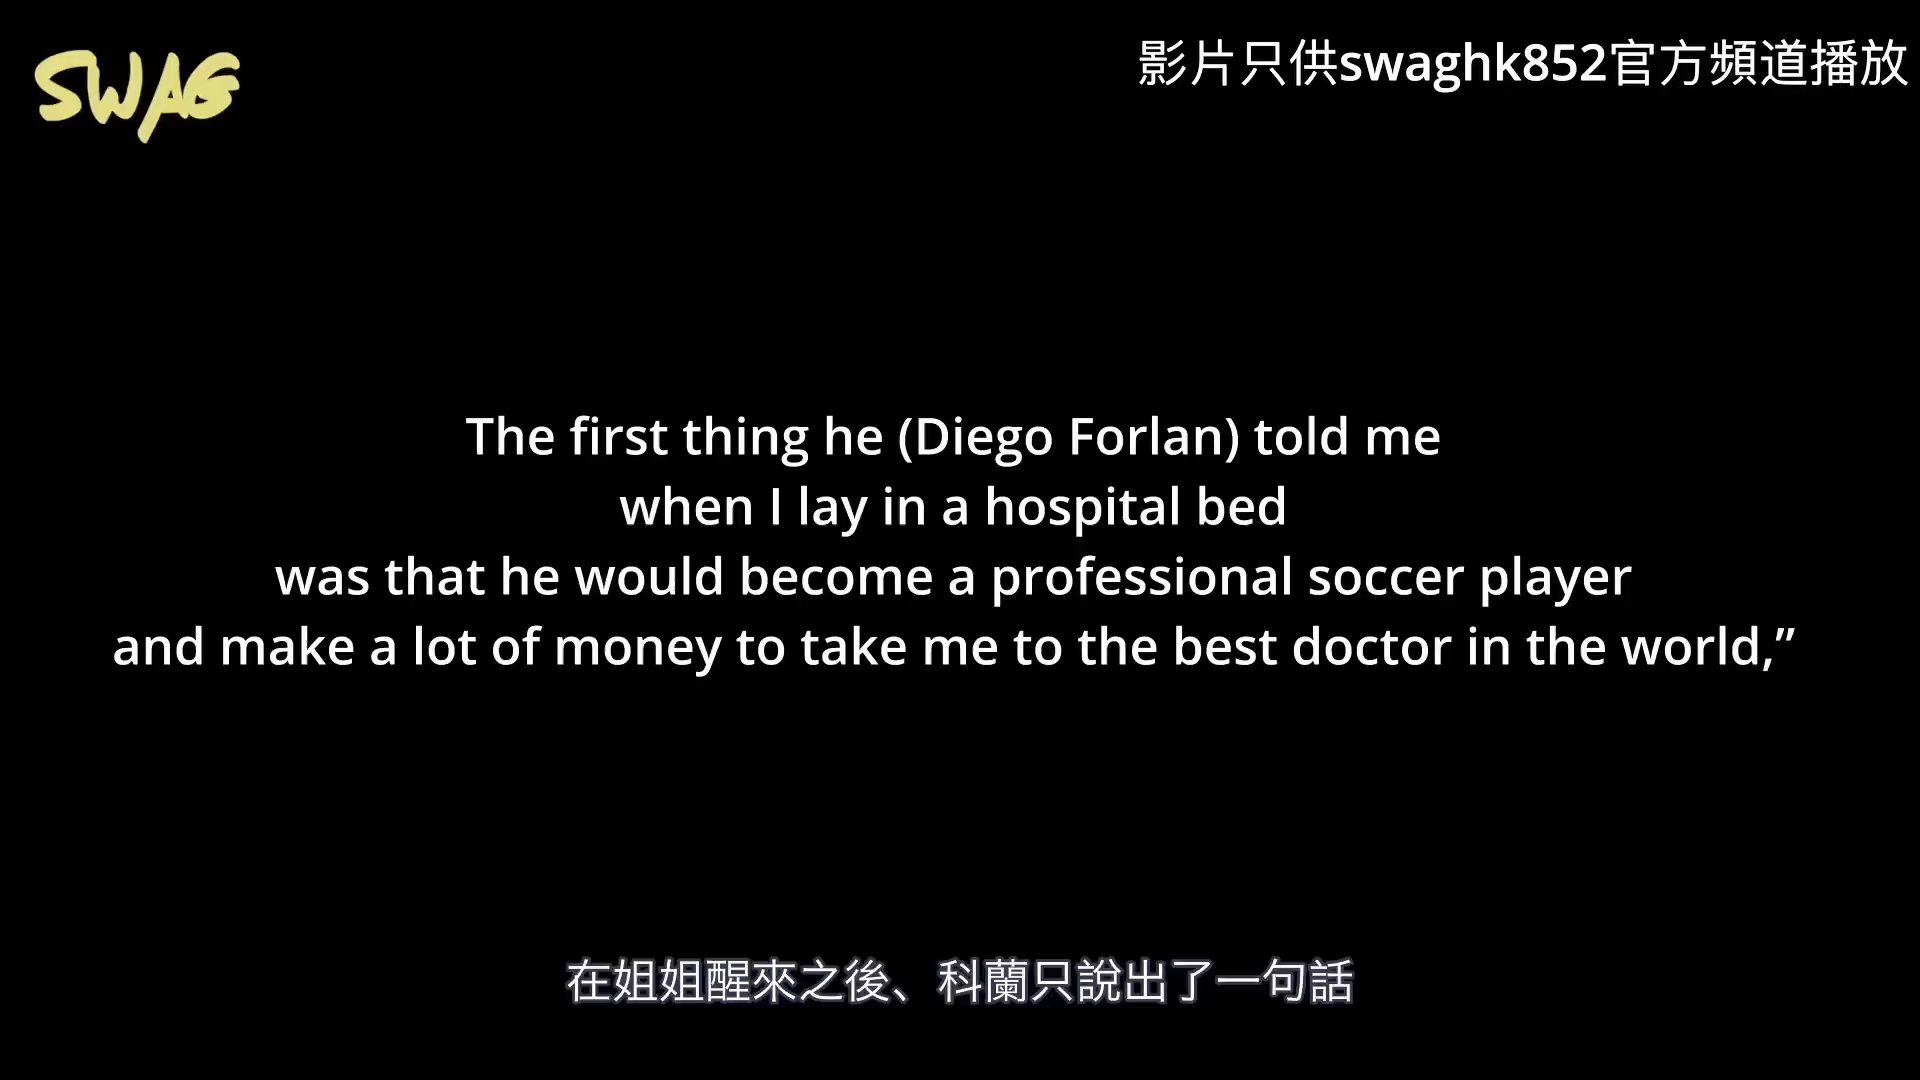 SWAG
影片只供swaghk852官方頻道播放
The first thing he (Diego Forlan) told me
when I lay in a hospital bed
was that he would become a professional soccer player
and make a lot of money to take me to the best doctor in the world,”
在姐姐醒來之後、科蘭只說出了一句話